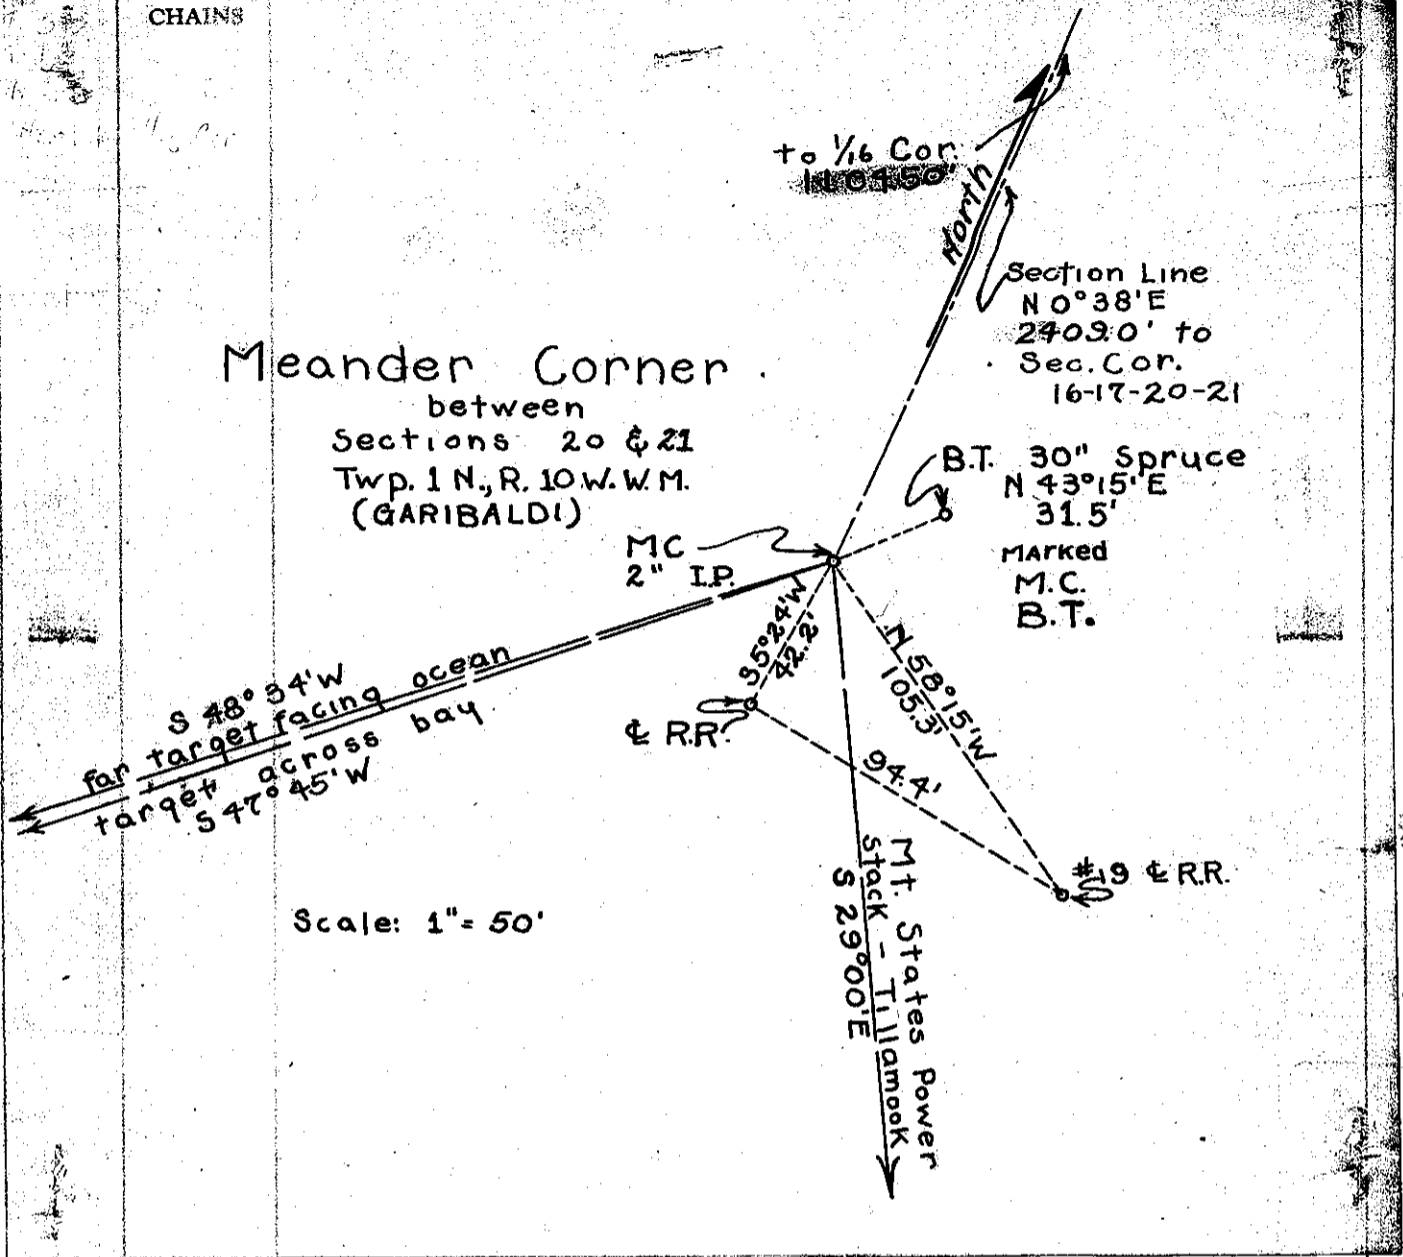 CHAINS
to 1/16 Cor.
North
Section Line
N 0°38'E
2409.0' to
Sec. Cor.
16-17-20-21
Meander Corner
between
Sections 20 & 21
Twp. 1 N., R. 10 W. W. M.
(GARIBALDI)
B.T. 30" Spruce
N 43°15'E
31.5'
Marked
M.C.
B.T.
MC
2" I.P.
S 5°24'W
42.2'
N 58°15'W
105.3'
S 48°34'W
far target facing ocean
target across bay
S 47°45'W
℄ R.R.
94.4'
#19 ℄ R.R.
Mt. States Power
stack - Tillamook
S 29°00'E
Scale: 1" = 50'